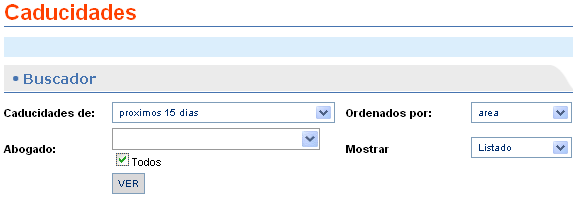 Caducidades
• Buscador
Caducidades de: proximos 15 dias Ordenados por: area
Abogado: Mostrar Listado
Todos
VER